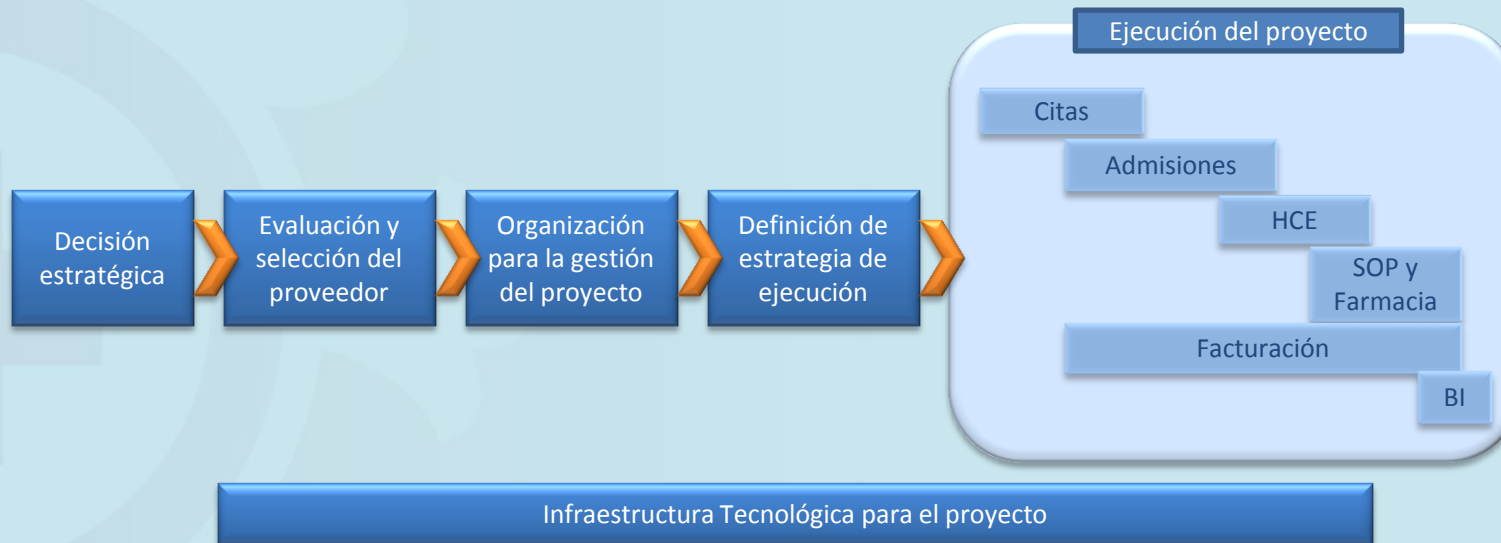 Ejecución del proyecto
Citas
Admisiones
HCE
SOP y
Farmacia
Facturación
BI
Decisión
estratégica
Evaluación y
selección del
proveedor
Organización
para la gestión
del proyecto
Definición de
estrategia de
ejecución
Infraestructura Tecnológica para el proyecto